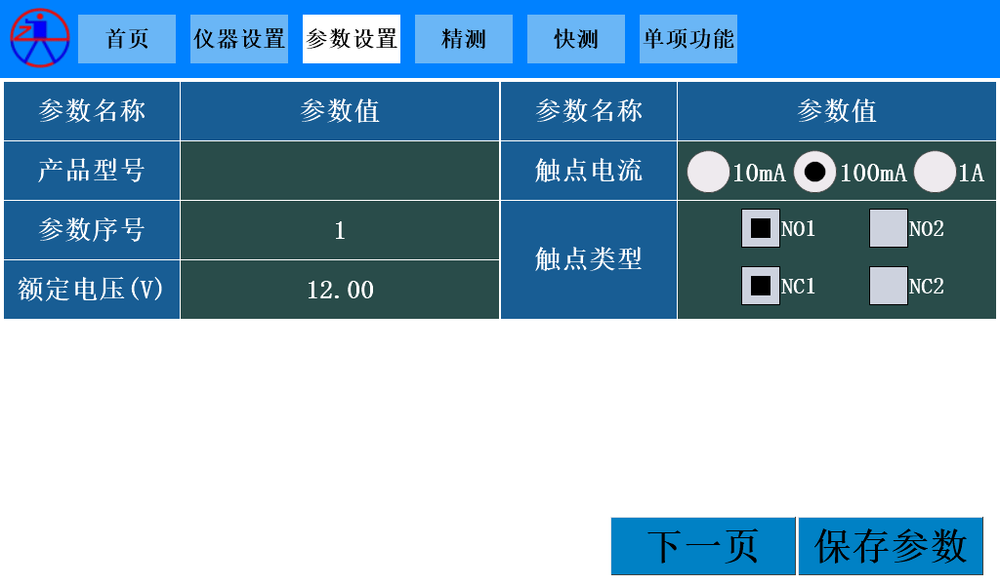 首页 仪器设置 参数设置 精测 快测 单项功能
参数名称 参数值 参数名称 参数值
产品型号 触点电流 10mA 100mA 1A
参数序号 1 触点类型 NO1 NO2
额定电压(V) 12.00 NC1 NC2
下一页 保存参数